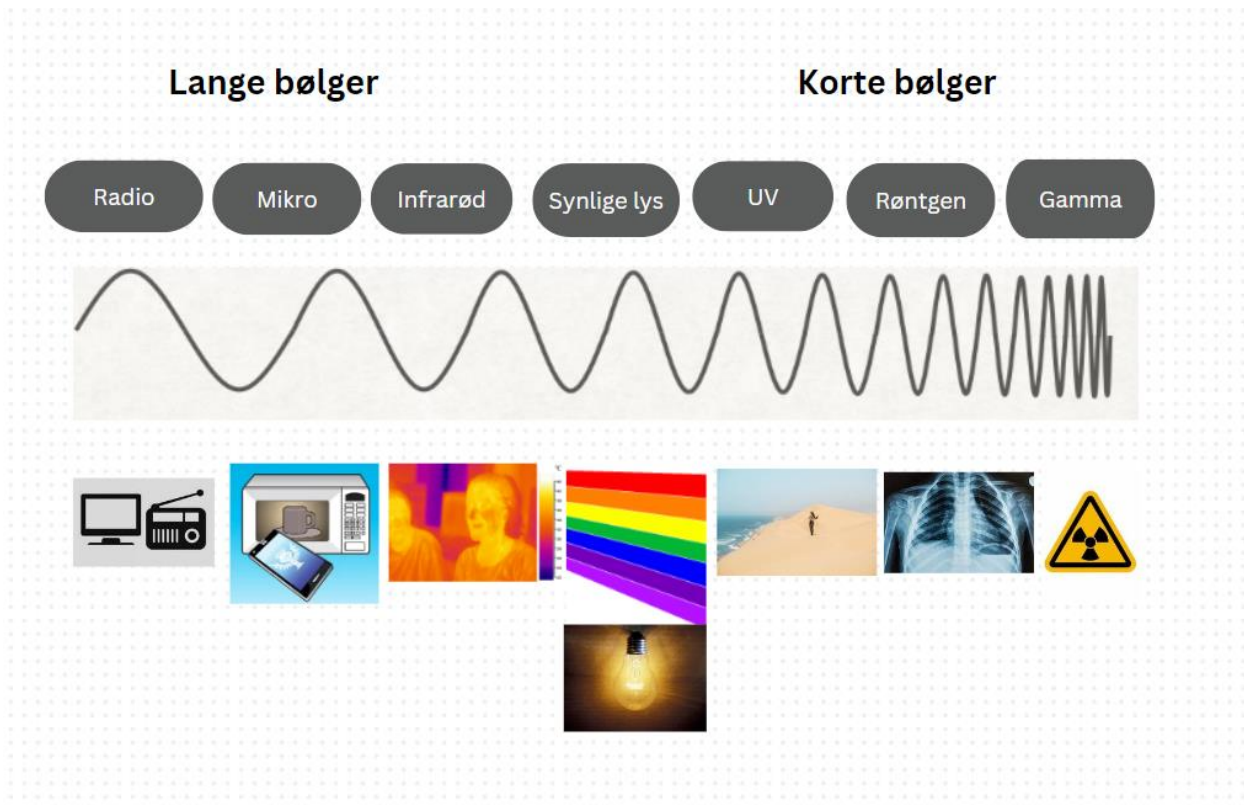 Lange bølger
Korte bølger
Radio
Mikro
Infrarød
Synlige lys
UV
Røntgen
Gamma
°C